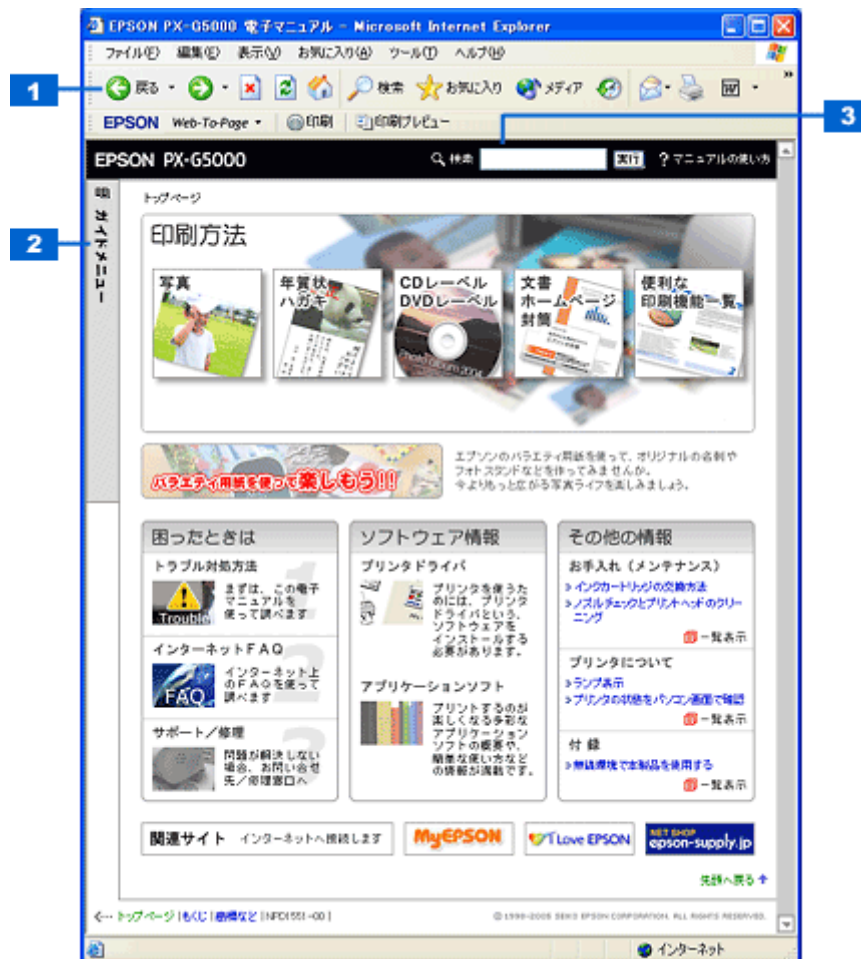 EPSON PX-G5000 電子マニュアル - Microsoft Internet Explorer
ファイル(F) 編集(E) 表示(V) お気に入り(A) ツール(T) ヘルプ(H)
1
戻る 検索 お気に入り メディア W »
EPSON Web-To-Page 印刷 印刷プレビュー
3
EPSON PX-G5000 検索 実行 ? マニュアルの使い方
2
ガイドメニュー
トップページ
印刷方法
写真
年賀状
ハガキ
CDレーベル
DVDレーベル
文書
ホームページ
封筒
便利な
印刷機能一覧
バラエティ用紙を使って楽しもう!!
エプソンのバラエティ用紙を使って、オリジナルの名刺や
フォトスタンドなどを作ってみませんか。
今よりもっと広がる写真ライフを楽しみましょう。
困ったときは
トラブル対処方法
1
Trouble
まずは、この電子
マニュアルを
使って調べます
インターネットFAQ
2
FAQ
インターネット上
のFAQを使って
調べます
サポート/修理
3
問題が解決しない
場合、お問い合せ
先/修理窓口へ
ソフトウェア情報
プリンタドライバ
プリンタを使うた
めには、プリンタ
ドライバという、
ソフトウェアを
インストールする
必要があります。
アプリケーションソフト
プリントするのが
楽しくなる多彩な
アプリケーション
ソフトの概要や、
簡単な使い方など
の情報が満載です。
その他の情報
お手入れ(メンテナンス)
» インクカートリッジの交換方法
» ノズルチェックとプリントヘッドのクリー
ニング
一覧表示
プリンタについて
» ランプ表示
» プリンタの状態をパソコン画面で確認
一覧表示
付 録
» 無線環境で本製品を使用する
一覧表示
関連サイト インターネットへ接続します
MyEPSON
I Love EPSON
NET SHOP
epson-supply.jp
先頭へ戻る ↑
←… トップページ | もくじ | 商標など | NPD1551-00 |
© 1998-2005 SEIKO EPSON CORPORATION. ALL RIGHTS RESERVED.
インターネット